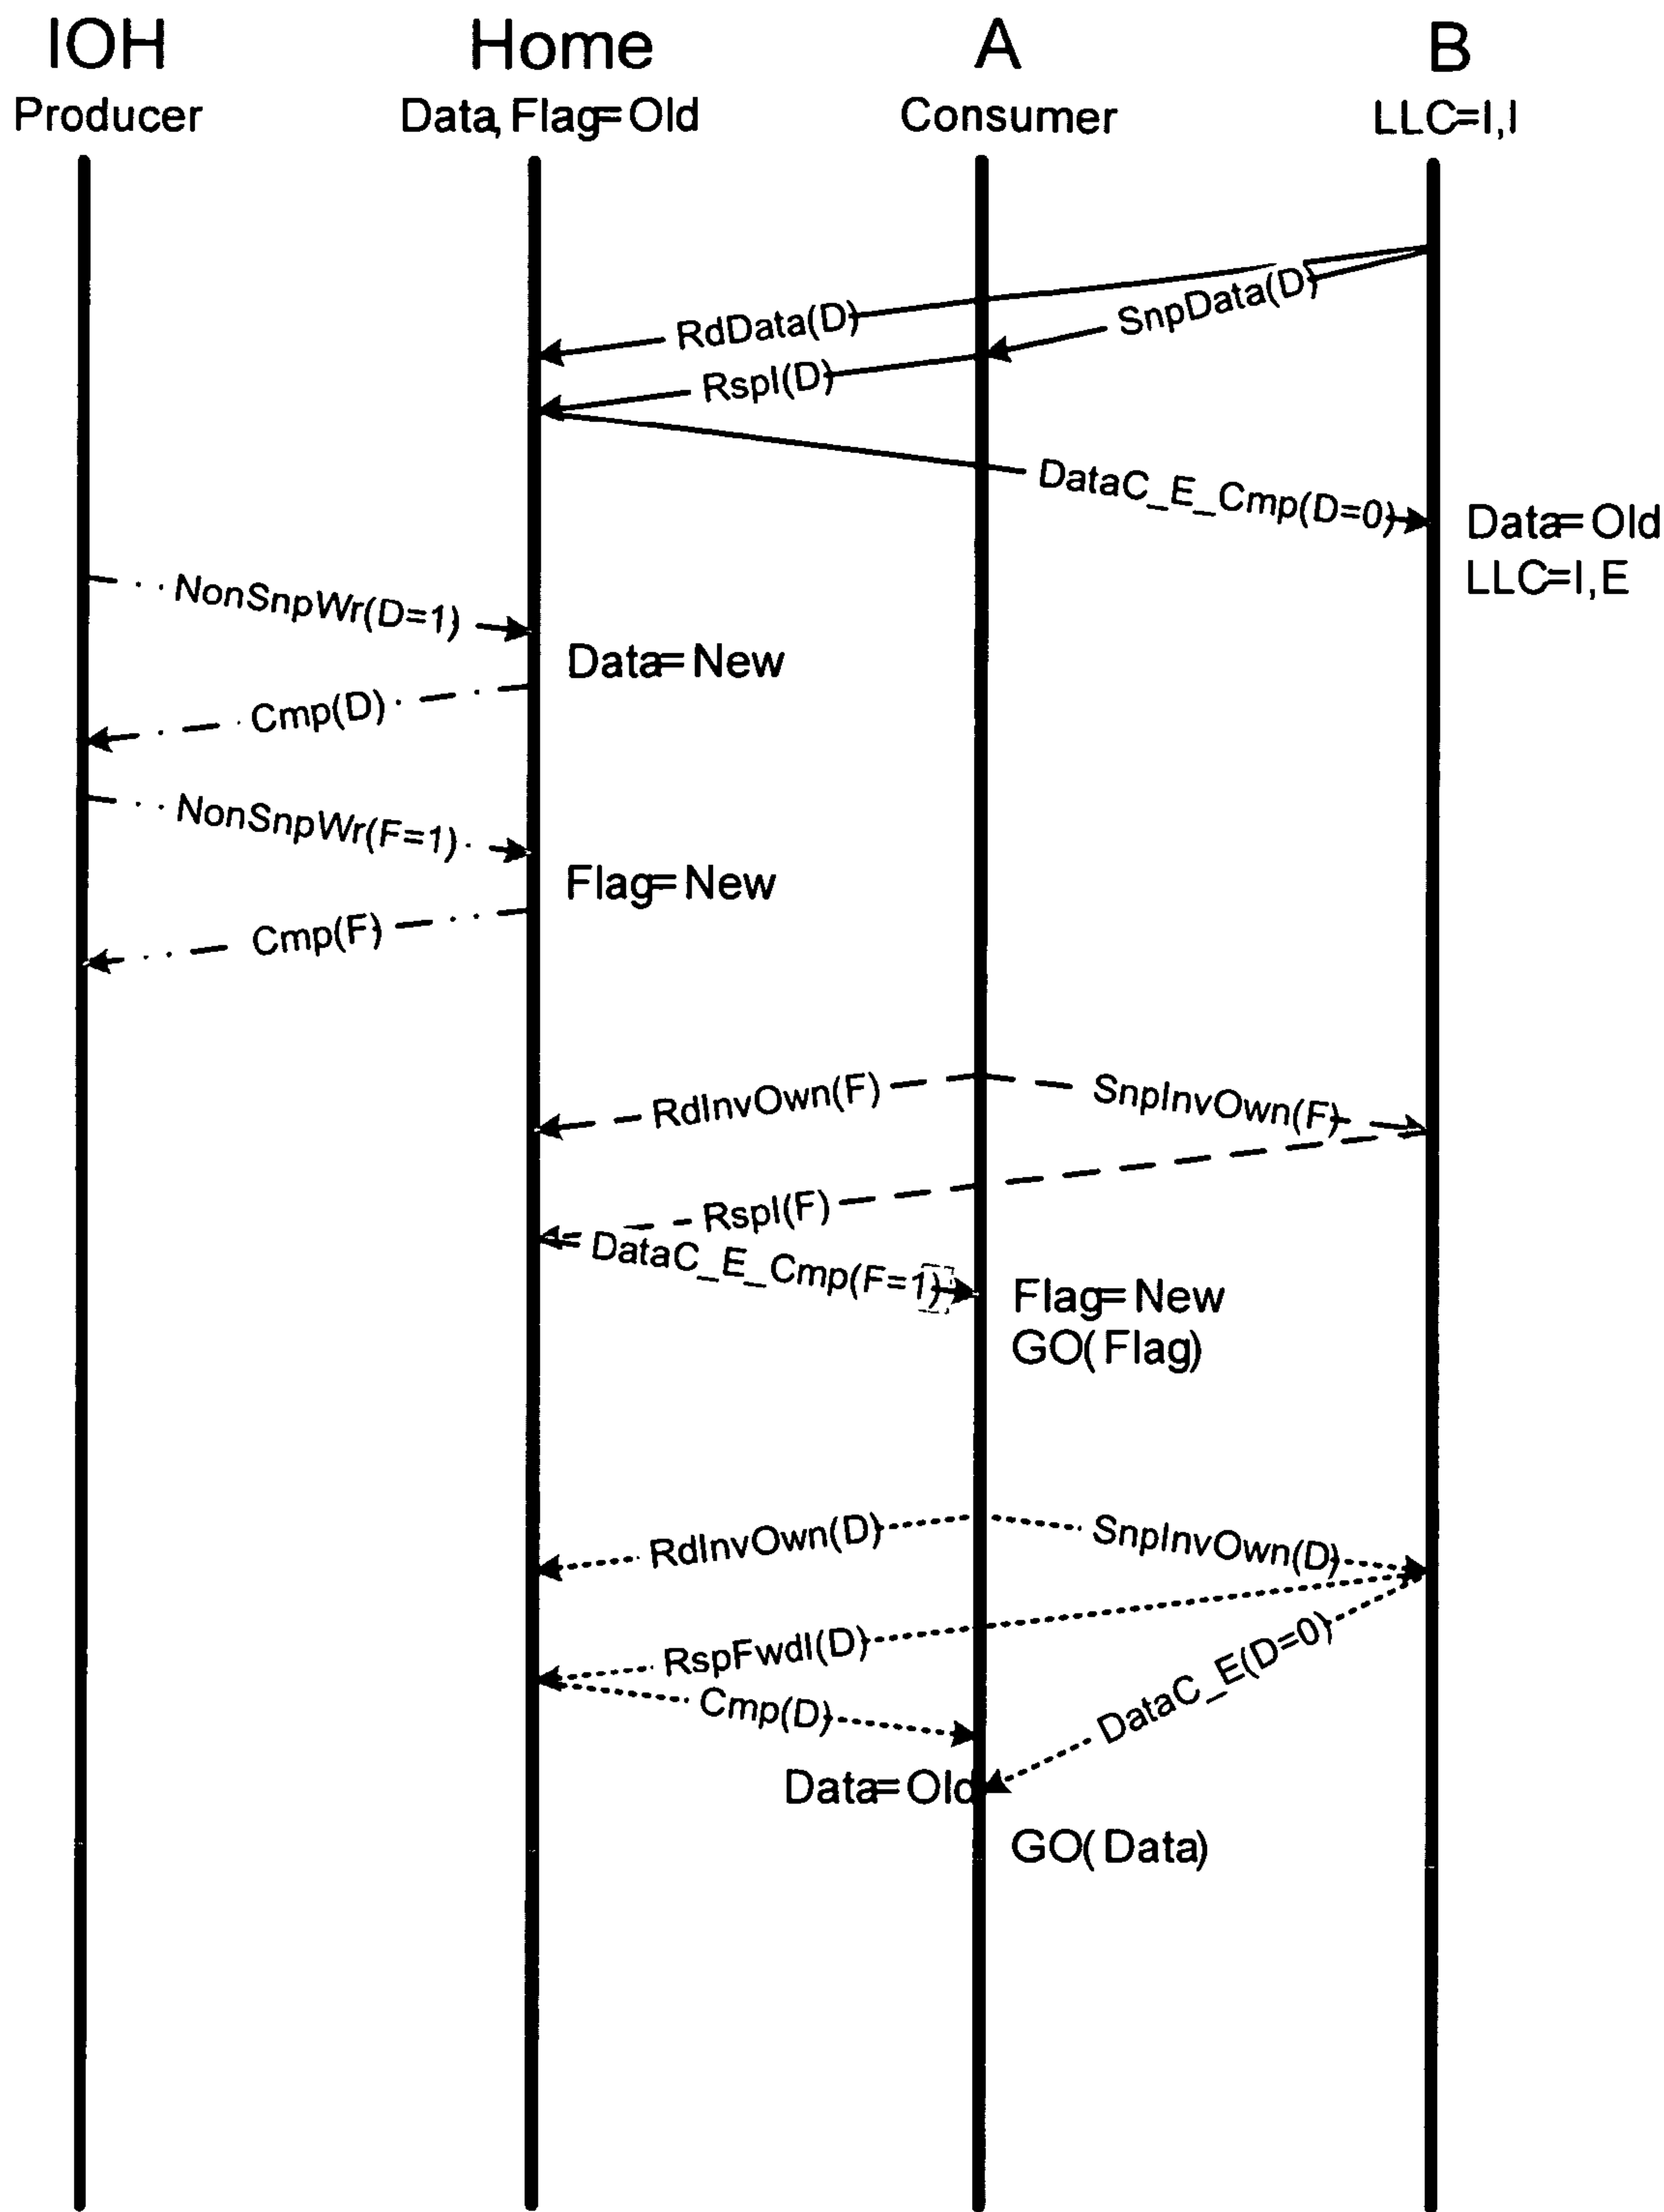 IOH
Home
A
B
Producer
Data, Flag=Old
Consumer
LLC=I,I
RdData(D)
SnpData(D)
RspI(D)
DataC_E_Cmp(D=0)
Data=Old
LLC=I,E
NonSnpWr(D=1)
Data=New
Cmp(D)
NonSnpWr(F=1)
Flag=New
Cmp(F)
RdInvOwn(F)
SnpInvOwn(F)
RspI(F)
DataC_E_Cmp(F=1)
Flag=New
GO(Flag)
RdInvOwn(D)
SnpInvOwn(D)
RspFwdI(D)
DataC_E(D=0)
Cmp(D)
Data=Old
GO(Data)